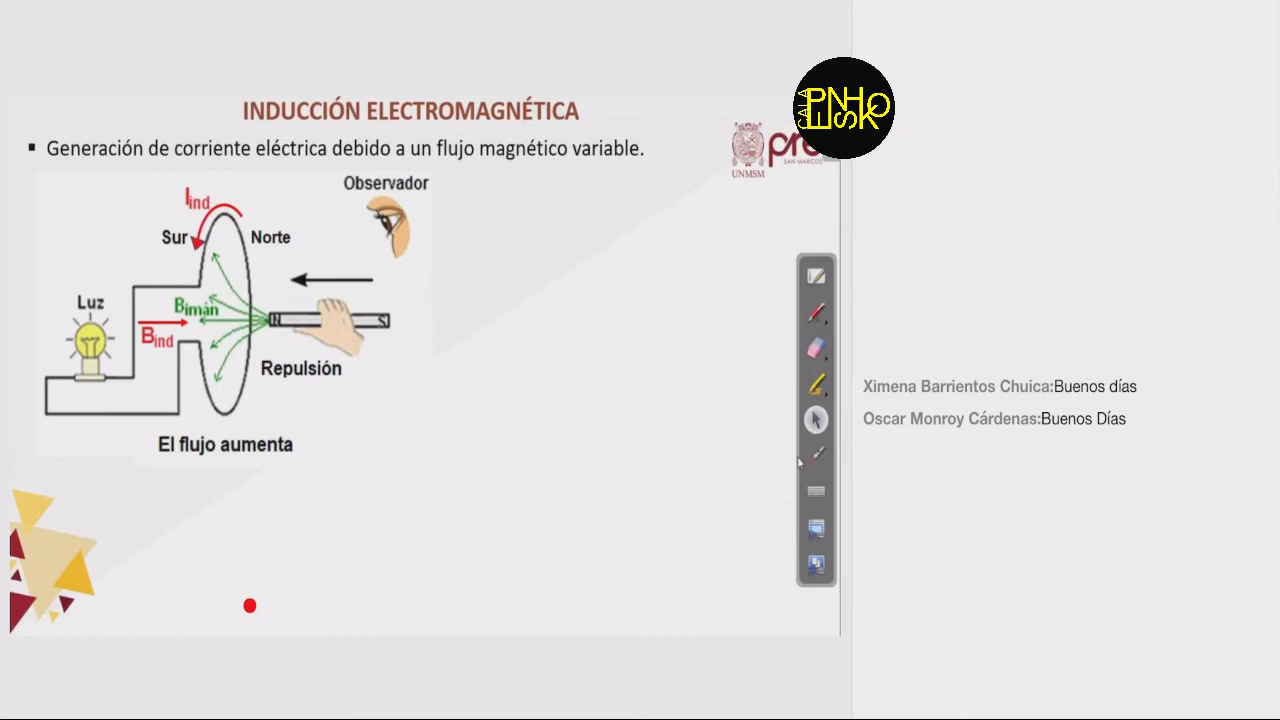 INDUCCIÓN ELECTROMAGNÉTICA
▪ Generación de corriente eléctrica debido a un flujo magnético variable.
UNMSM
pre
SAN MARCOS
Observador
Iind
Sur
Norte
Luz
Bimán
Bind
N
S
Repulsión
El flujo aumenta
Ximena Barrientos Chuica:Buenos días
Oscar Monroy Cárdenas:Buenos Días